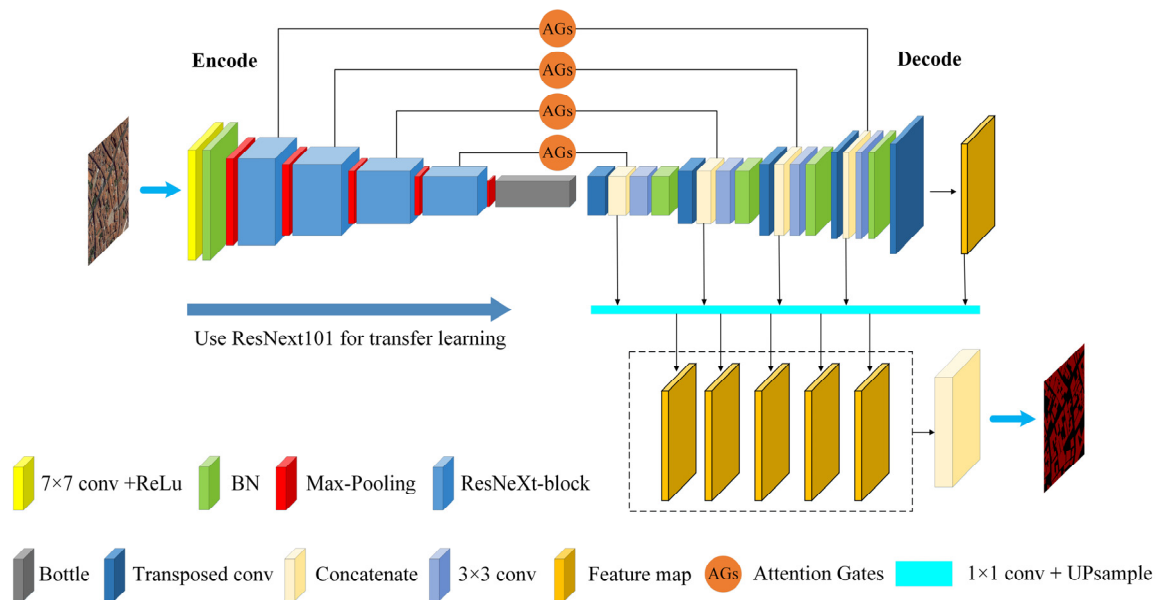 AGs
Encode
Decode
AGs
AGs
AGs
Use ResNext101 for transfer learning
7×7 conv +ReLu
BN
Max-Pooling
ResNeXt-block
Bottle
Transposed conv
Concatenate
3×3 conv
Feature map
AGs
Attention Gates
1×1 conv + UPsample